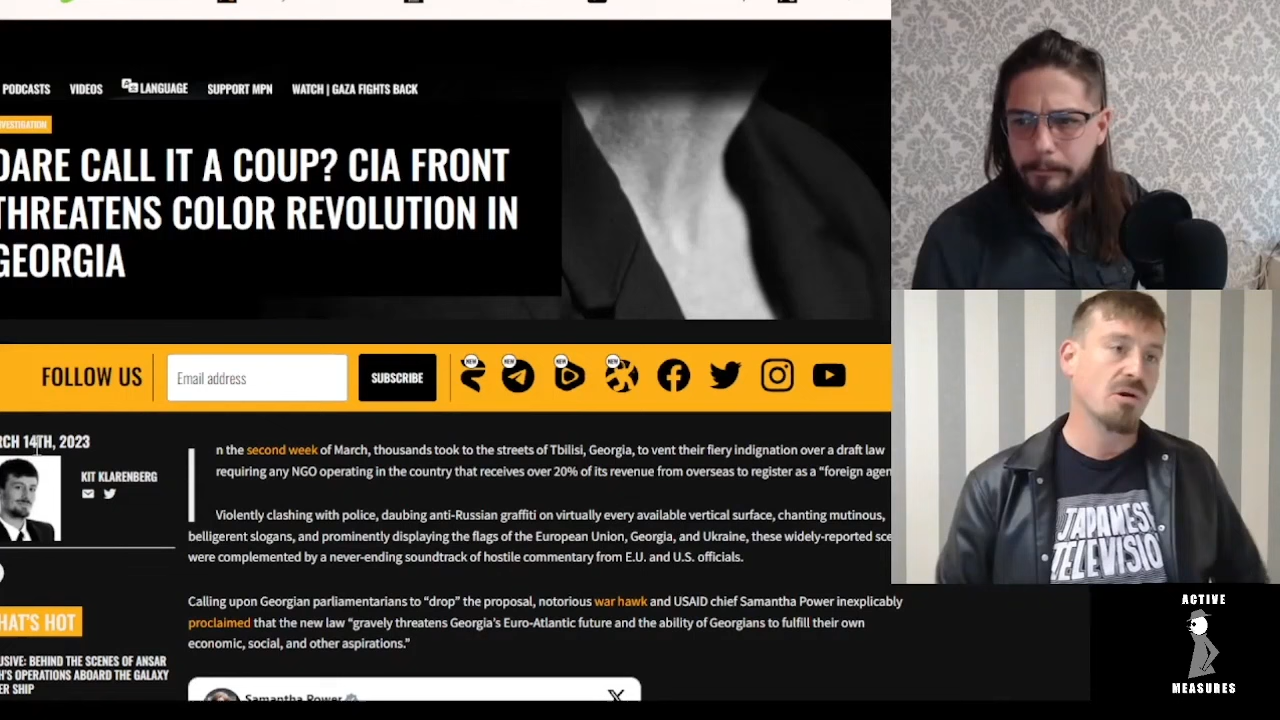 PODCASTS VIDEOS LANGUAGE SUPPORT MPN WATCH | GAZA FIGHTS BACK
DARE CALL IT A COUP? CIA FRONT
THREATENS COLOR REVOLUTION IN
GEORGIA
FOLLOW US Email address SUBSCRIBE NEW NEW NEW NEW
RCH 14TH, 2023
KIT KLARENBERG
n the second week of March, thousands took to the streets of Tbilisi, Georgia, to vent their fiery indignation over a draft law
requiring any NGO operating in the country that receives over 20% of its revenue from overseas to register as a “foreign agen
Violently clashing with police, daubing anti-Russian graffiti on virtually every available vertical surface, chanting mutinous,
belligerent slogans, and prominently displaying the flags of the European Union, Georgia, and Ukraine, these widely-reported sce
were complemented by a never-ending soundtrack of hostile commentary from E.U. and U.S. officials.
Calling upon Georgian parliamentarians to “drop” the proposal, notorious war hawk and USAID chief Samantha Power inexplicably
proclaimed that the new law “gravely threatens Georgia’s Euro-Atlantic future and the ability of Georgians to fulfill their own
economic, social, and other aspirations.”
HAT'S HOT
USIVE: BEHIND THE SCENES OF ANSAR
H'S OPERATIONS ABOARD THE GALAXY
ER SHIP
Samantha Power
JAPANESE
TELEVISIO
ACTIVE
MEASURES